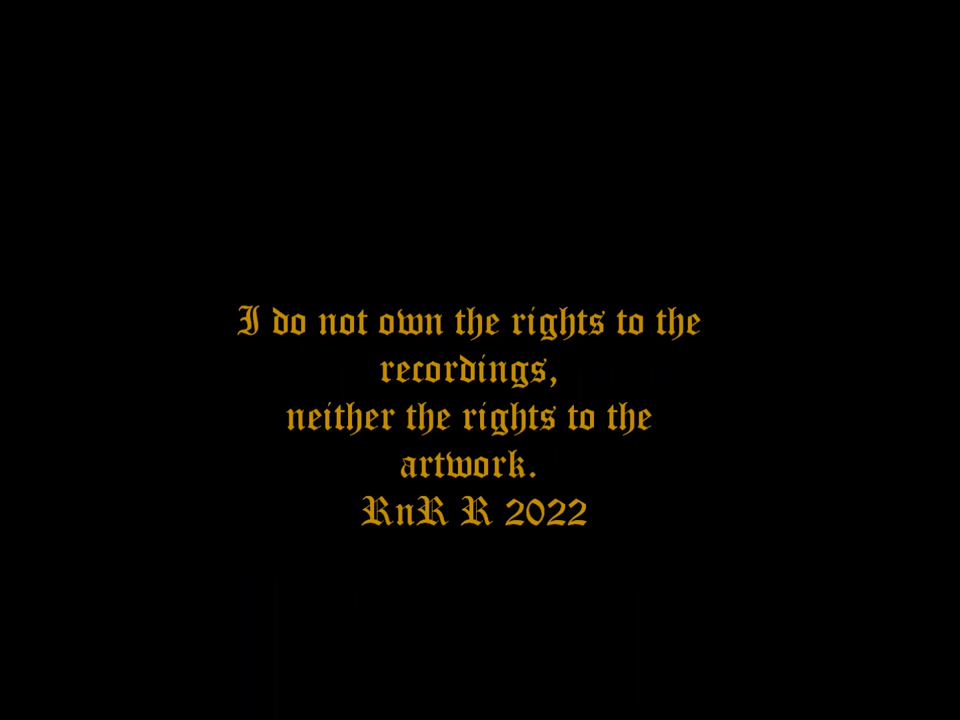 I do not own the rights to the
recordings,
neither the rights to the
artwork.
RnR R 2022